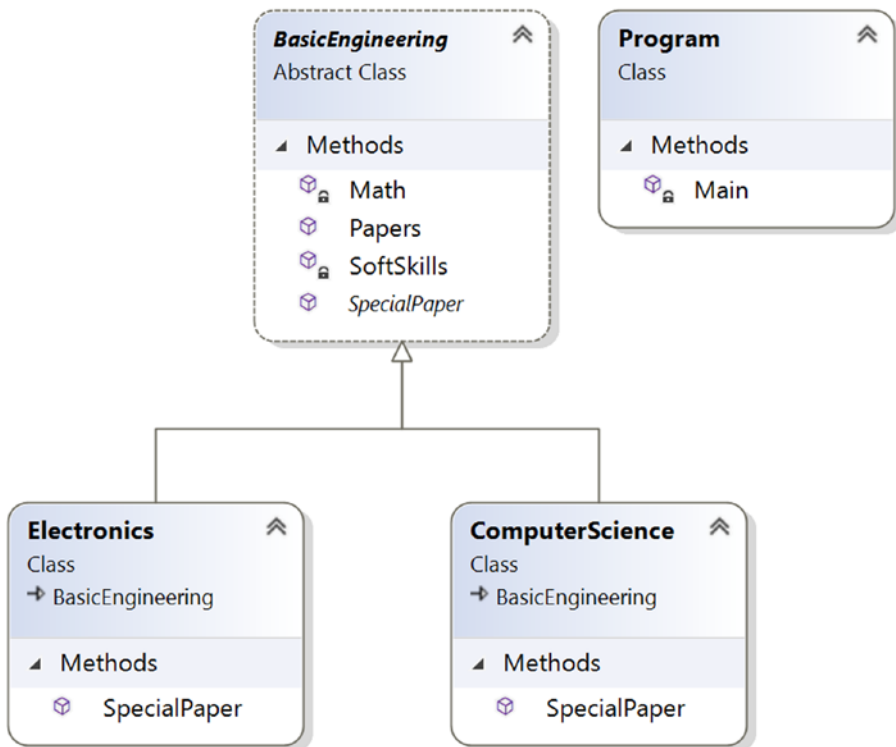 BasicEngineering
Abstract Class
Methods
Math
Papers
SoftSkills
SpecialPaper
Program
Class
Methods
Main
Electronics
Class
BasicEngineering
Methods
SpecialPaper
ComputerScience
Class
BasicEngineering
Methods
SpecialPaper